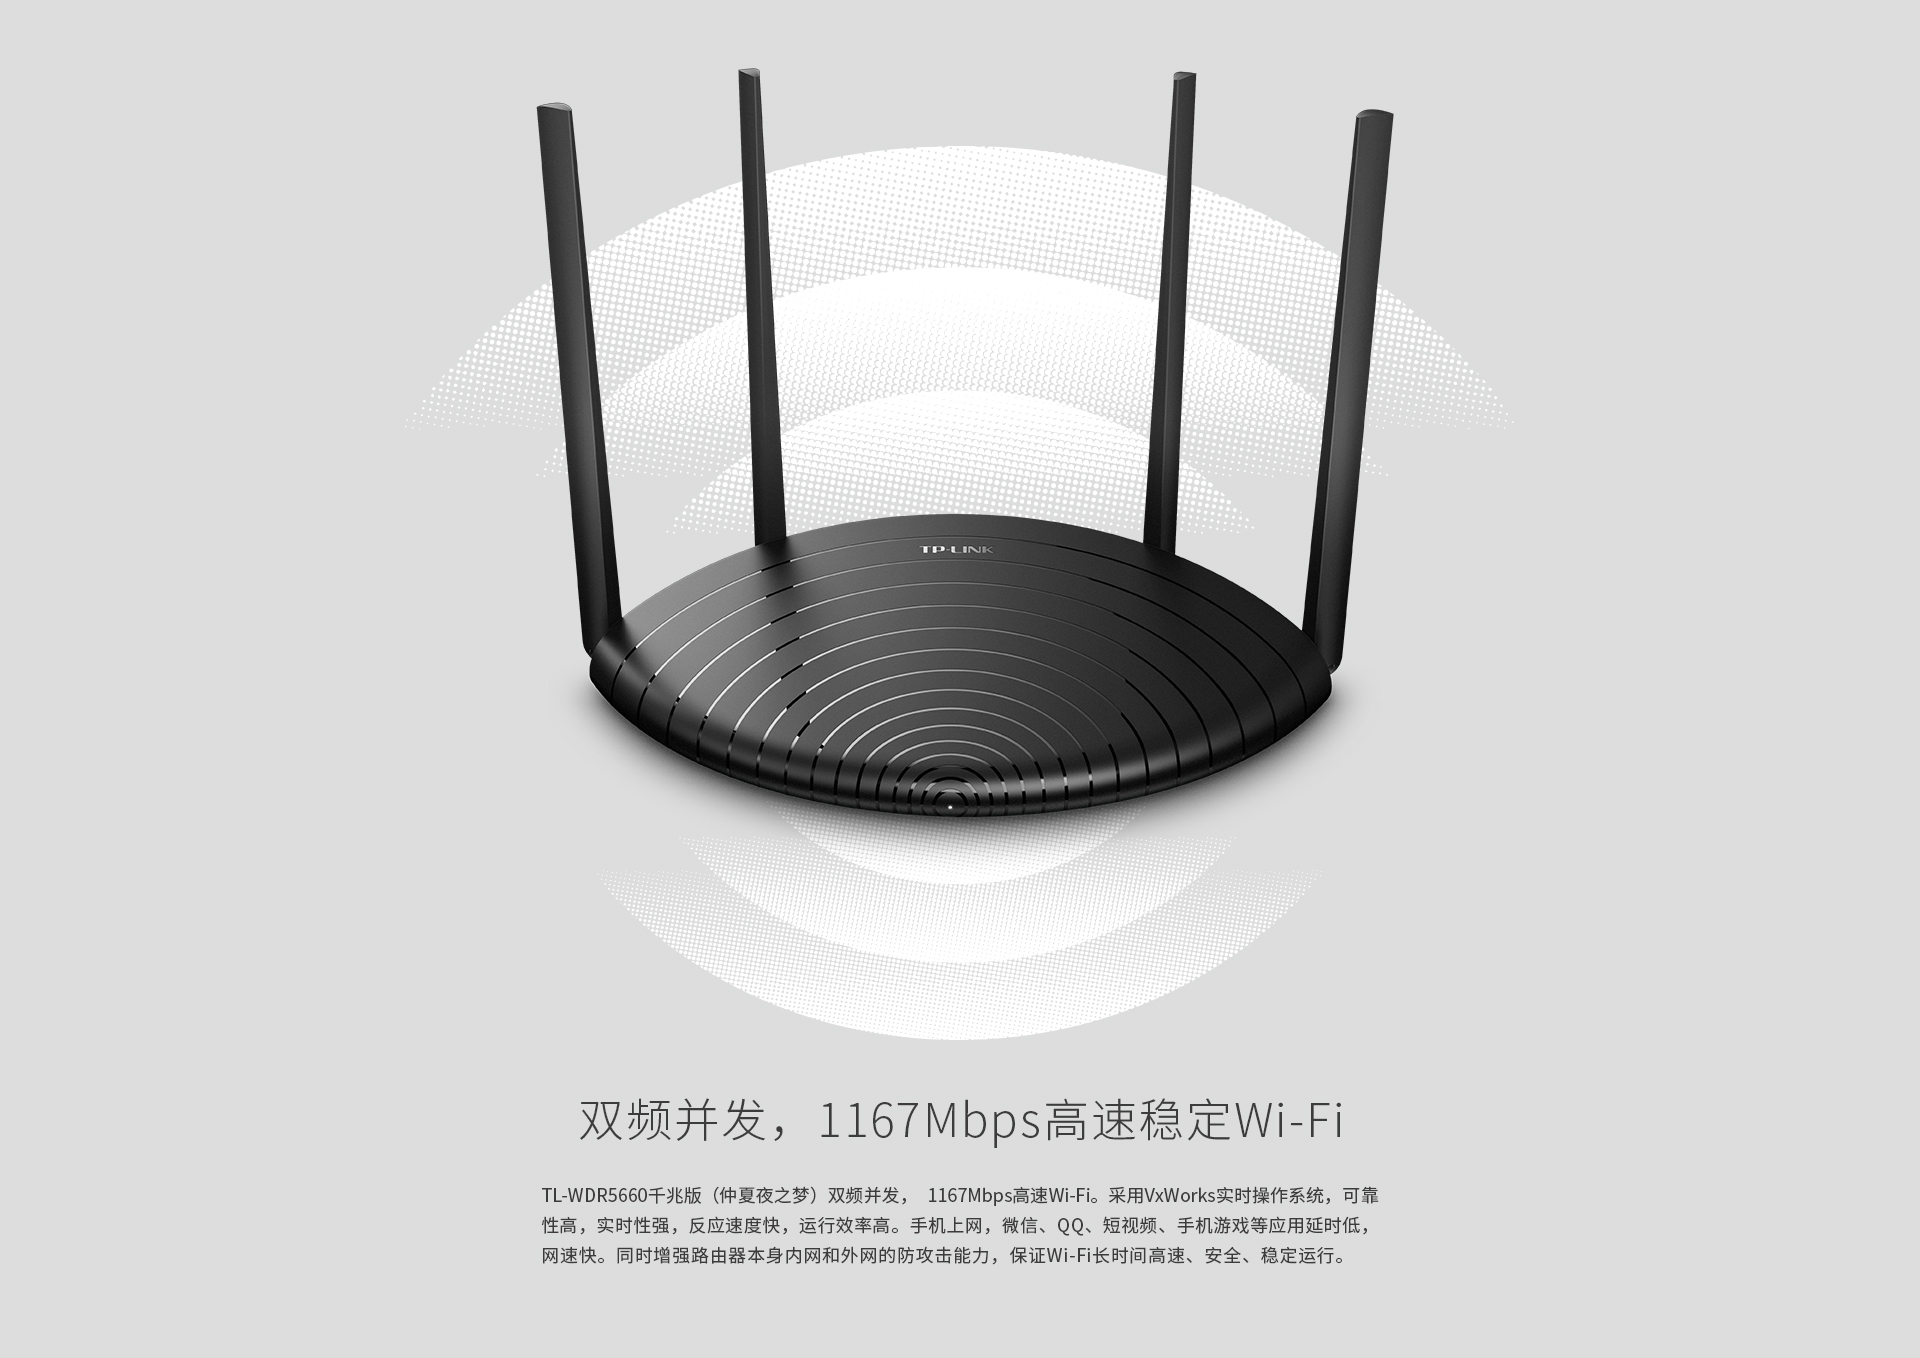 TP-LINK
双频并发，1167Mbps高速稳定Wi-Fi
TL-WDR5660千兆版（仲夏夜之梦）双频并发， 1167Mbps高速Wi-Fi。采用VxWorks实时操作系统，可靠
性高，实时性强，反应速度快，运行效率高。手机上网，微信、QQ、短视频、手机游戏等应用延时低，
网速快。同时增强路由器本身内网和外网的防攻击能力，保证Wi-Fi长时间高速、安全、稳定运行。